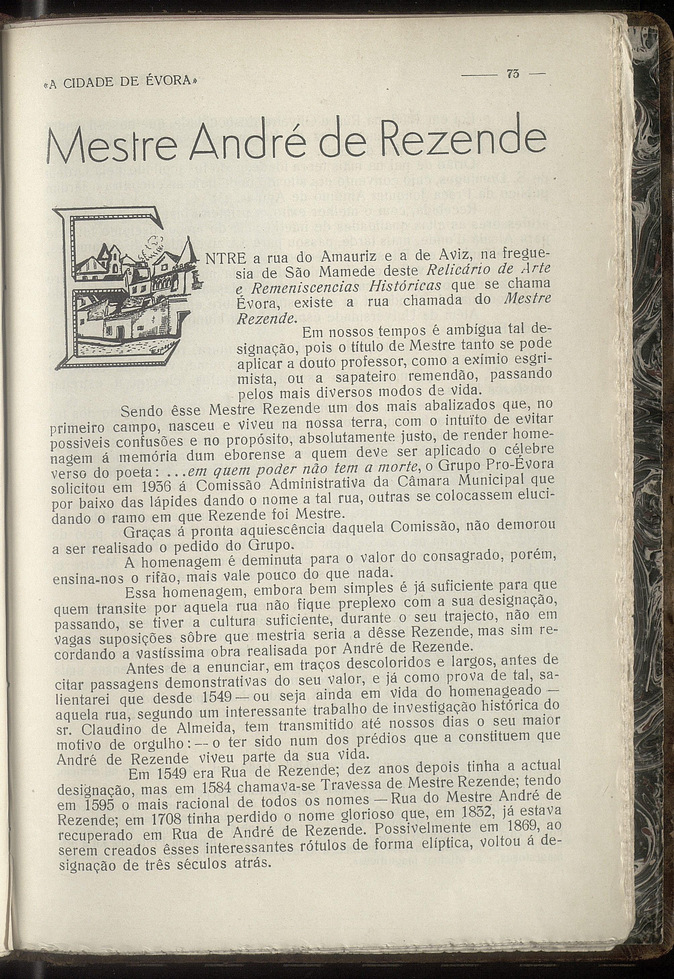 «A CIDADE DE ÉVORA» —— 73 —
Mestre André de Rezende
ENTRE a rua do Amauriz e a de Aviz, na fregue-
sia de São Mamede deste Relicário de Arte
e Remeniscencias Históricas que se chama
Évora, existe a rua chamada do Mestre
Rezende.
Em nossos tempos é ambígua tal de-
signação, pois o título de Mestre tanto se pode
aplicar a douto professor, como a exímio esgri-
mista, ou a sapateiro remendão, passando
pelos mais diversos modos de vida.
Sendo êsse Mestre Rezende um dos mais abalizados que, no
primeiro campo, nasceu e viveu na nossa terra, com o intuïto de evitar
possiveis confusões e no propósito, absolutamente justo, de render home-
nagem á memória dum eborense a quem deve ser aplicado o célebre
verso do poeta: ...em quem poder não tem a morte, o Grupo Pro-Évora
solicitou em 1936 á Comissão Administrativa da Câmara Municipal que
por baixo das lápides dando o nome a tal rua, outras se colocassem eluci-
dando o ramo em que Rezende foi Mestre.
Graças á pronta aquiescência daquela Comissão, não demorou
a ser realisado o pedido do Grupo.
A homenagem é deminuta para o valor do consagrado, porém,
ensina-nos o rifão, mais vale pouco do que nada.
Essa homenagem, embora bem simples é já suficiente para que
quem transite por aquela rua não fique preplexo com a sua designação,
passando, se tiver a cultura suficiente, durante o seu trajecto, não em
vagas suposições sôbre que mestria seria a dêsse Rezende, mas sim re-
cordando a vastíssima obra realisada por André de Rezende.
Antes de a enunciar, em traços descoloridos e largos, antes de
citar passagens demonstrativas do seu valor, e já como prova de tal, sa-
lientarei que desde 1549 — ou seja ainda em vida do homenageado —
aquela rua, segundo um interessante trabalho de investigação histórica do
sr. Claudino de Almeida, tem transmitido até nossos dias o seu maior
motivo de orgulho: — o ter sido num dos prédios que a constituem que
André de Rezende viveu parte da sua vida.
Em 1549 era Rua de Rezende; dez anos depois tinha a actual
designação, mas em 1584 chamava-se Travessa de Mestre Rezende; tendo
em 1595 o mais racional de todos os nomes — Rua do Mestre André de
Rezende; em 1708 tinha perdido o nome glorioso que, em 1832, já estava
recuperado em Rua de André de Rezende. Possivelmente em 1869, ao
serem creados êsses interessantes rótulos de forma elíptica, voltou á de-
signação de três séculos atrás.